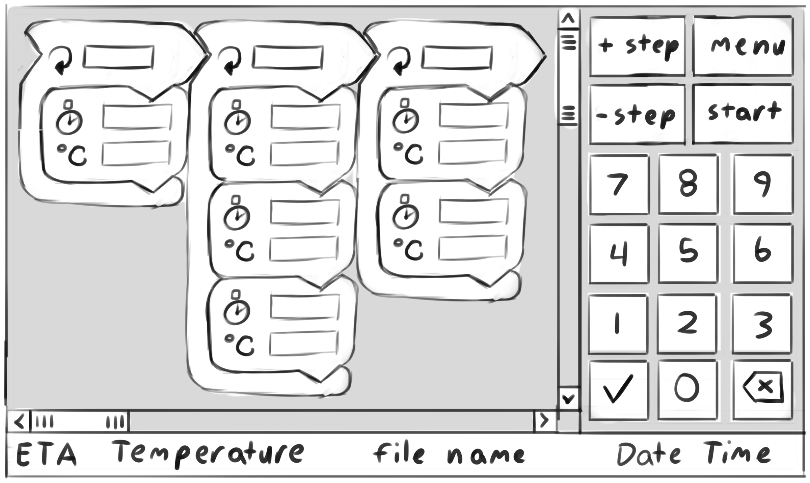 + step menu
- step start
°C °C °C
7 8 9
°C °C
4 5 6
1 2 3
°C
0
ETA Temperature file name Date Time